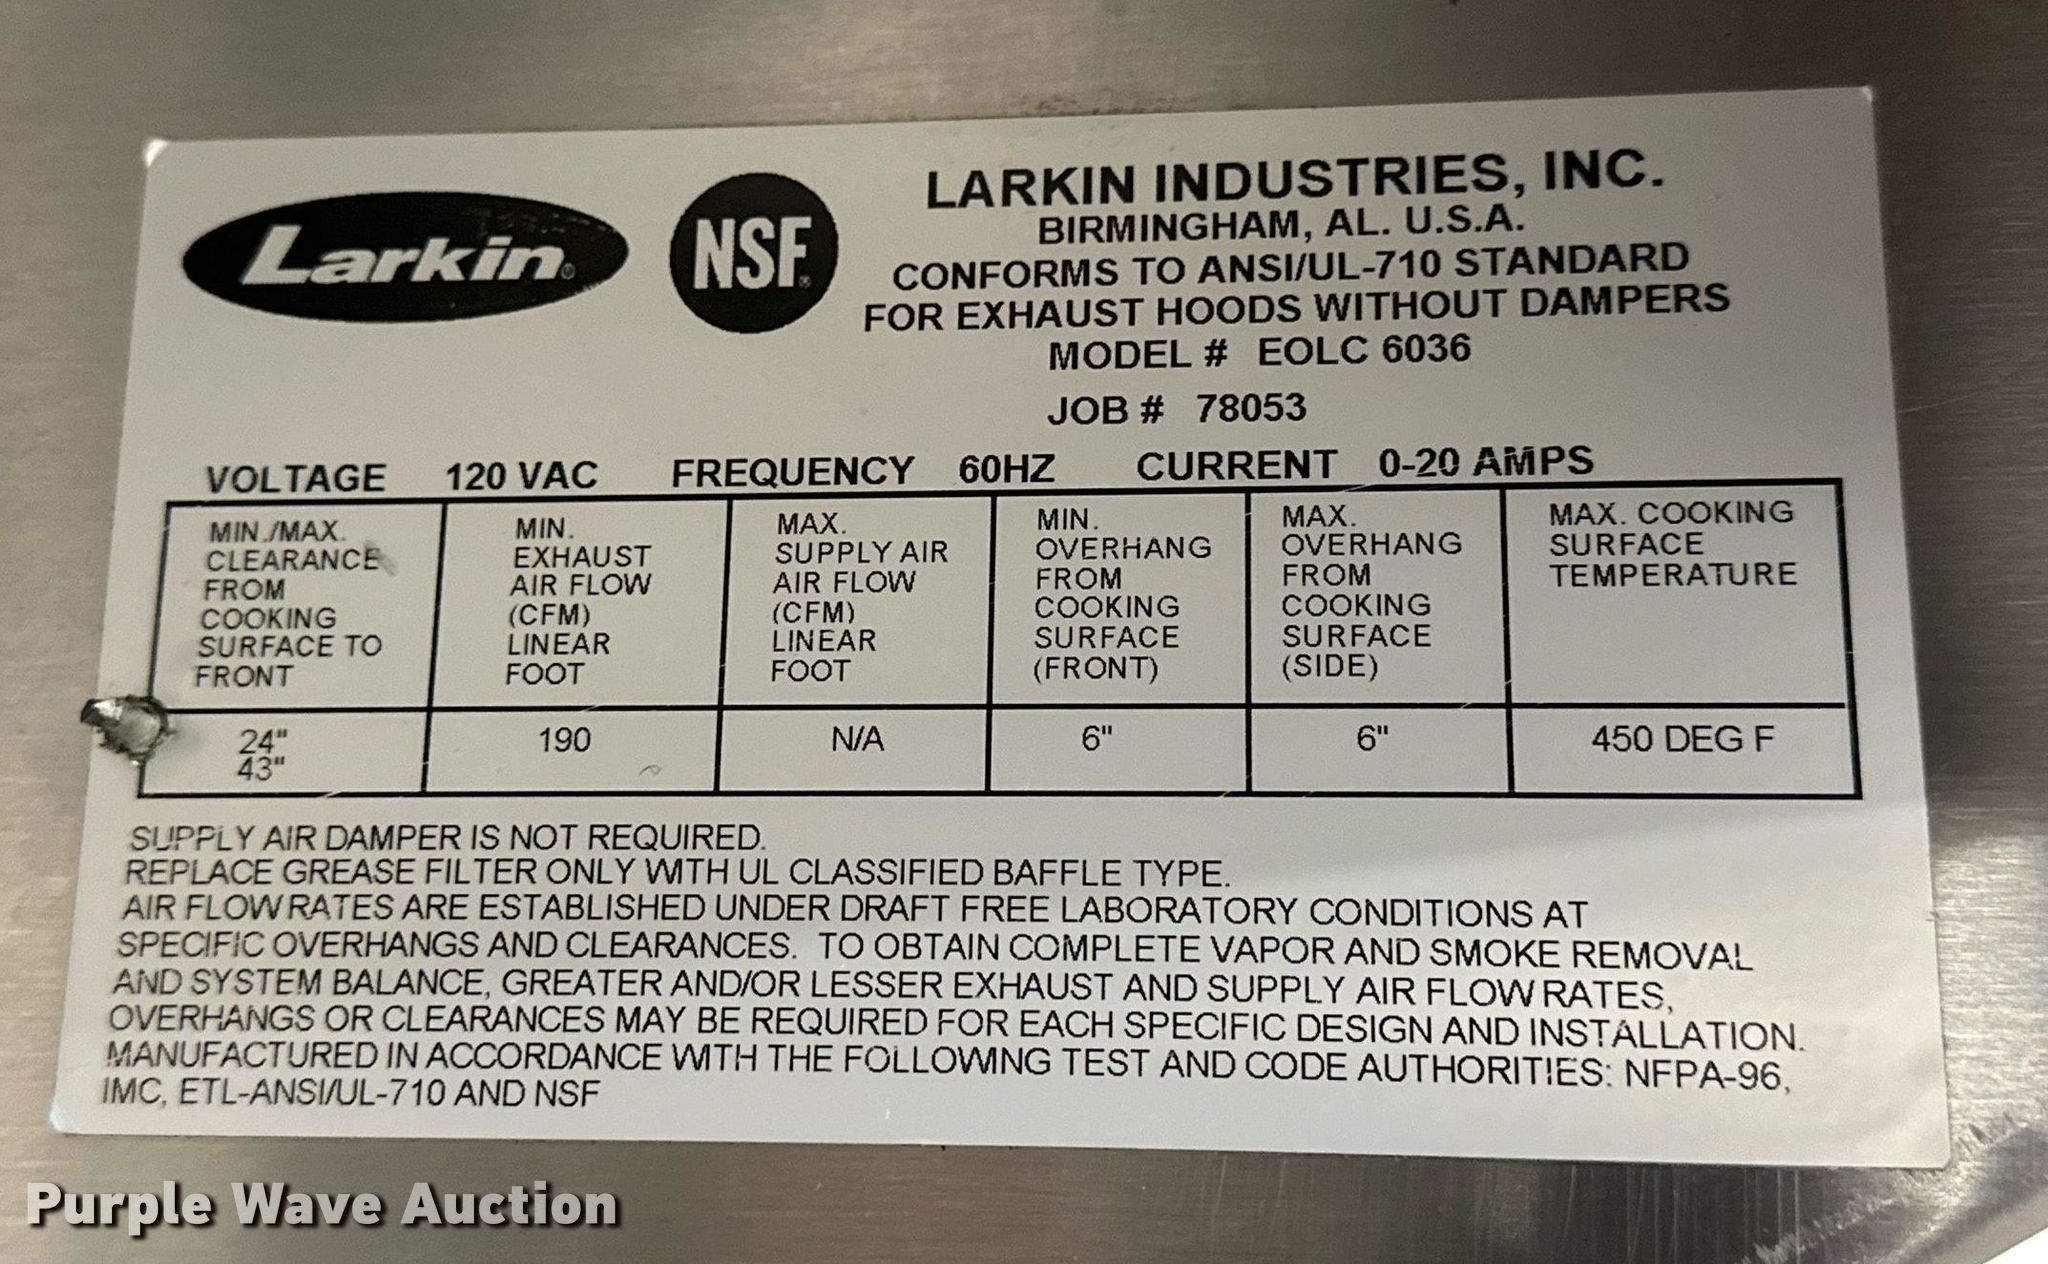 Larkin®
NSF®
LARKIN INDUSTRIES, INC.
BIRMINGHAM, AL. U.S.A.
CONFORMS TO ANSI/UL-710 STANDARD
FOR EXHAUST HOODS WITHOUT DAMPERS
MODEL # EOLC 6036
JOB # 78053
VOLTAGE 120 VAC FREQUENCY 60HZ CURRENT 0-20 AMPS
MIN./MAX.
CLEARANCE
FROM
COOKING
SURFACE TO
FRONT
MIN.
EXHAUST
AIR FLOW
(CFM)
LINEAR
FOOT
MAX.
SUPPLY AIR
AIR FLOW
(CFM)
LINEAR
FOOT
MIN.
OVERHANG
FROM
COOKING
SURFACE
(FRONT)
MAX.
OVERHANG
FROM
COOKING
SURFACE
(SIDE)
MAX. COOKING
SURFACE
TEMPERATURE
24"
43"
190
N/A
6"
6"
450 DEG F
SUPPLY AIR DAMPER IS NOT REQUIRED.
REPLACE GREASE FILTER ONLY WITH UL CLASSIFIED BAFFLE TYPE.
AIR FLOW RATES ARE ESTABLISHED UNDER DRAFT FREE LABORATORY CONDITIONS AT
SPECIFIC OVERHANGS AND CLEARANCES. TO OBTAIN COMPLETE VAPOR AND SMOKE REMOVAL
AND SYSTEM BALANCE, GREATER AND/OR LESSER EXHAUST AND SUPPLY AIR FLOW RATES,
OVERHANGS OR CLEARANCES MAY BE REQUIRED FOR EACH SPECIFIC DESIGN AND INSTALLATION.
MANUFACTURED IN ACCORDANCE WITH THE FOLLOWING TEST AND CODE AUTHORITIES: NFPA-96,
IMC, ETL-ANSI/UL-710 AND NSF
Purple Wave Auction